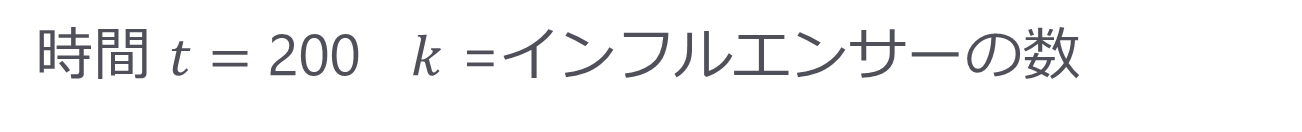 時間 t = 200 k =インフルエンサーの数